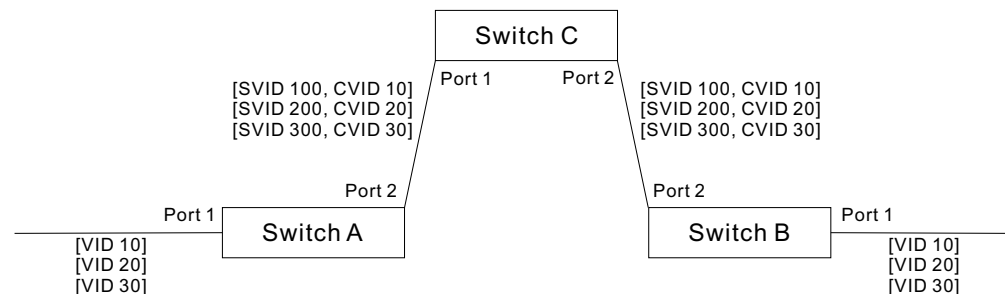 Switch C
Port 1
Port 2
[SVID 100, CVID 10]
[SVID 200, CVID 20]
[SVID 300, CVID 30]
[SVID 100, CVID 10]
[SVID 200, CVID 20]
[SVID 300, CVID 30]
Port 2
Port 2
Port 1
Switch A
Switch B
Port 1
[VID 10]
[VID 20]
[VID 30]
[VID 10]
[VID 20]
[VID 30]